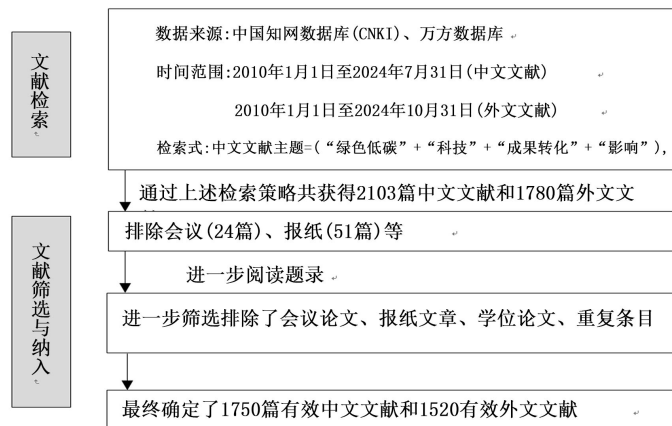 文献检索
数据来源:中国知网数据库(CNKI)、万方数据库
时间范围:2010年1月1日至2024年7月31日(中文文献)
2010年1月1日至2024年10月31日(外文文献)
检索式:中文文献主题=(“绿色低碳”+“科技”+“成果转化”+“影响”),
通过上述检索策略共获得2103篇中文文献和1780篇外文文
文献筛选与纳入
排除会议(24篇)、报纸(51篇)等
进一步阅读题录
进一步筛选排除了会议论文、报纸文章、学位论文、重复条目
最终确定了1750篇有效中文文献和1520有效外文文献